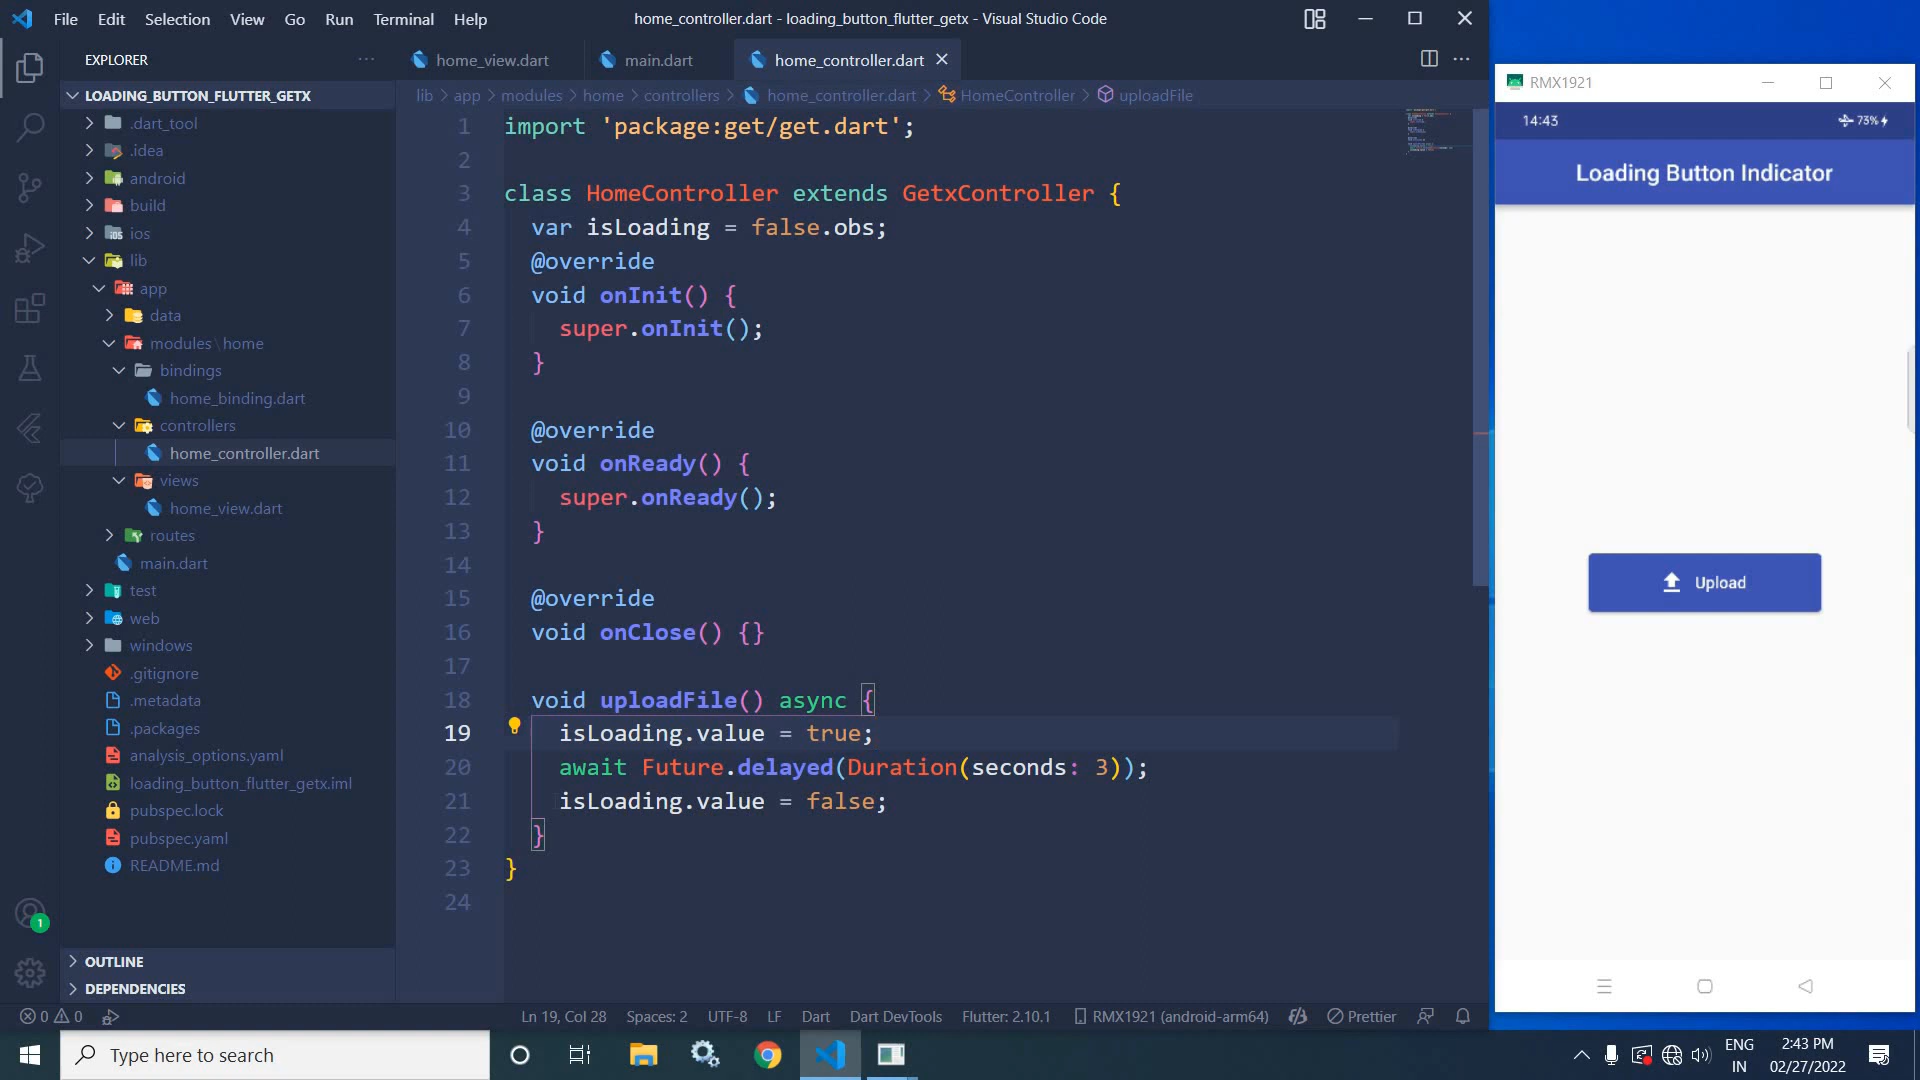 File Edit Selection View Go Run Terminal Help
home_controller.dart - loading_button_flutter_getx - Visual Studio Code
EXPLORER
LOADING_BUTTON_FLUTTER_GETX
.dart_tool
.idea
android
build
ios
lib
app
data
modules\home
bindings
home_binding.dart
controllers
home_controller.dart
views
home_view.dart
routes
main.dart
test
web
windows
.gitignore
.metadata
.packages
analysis_options.yaml
loading_button_flutter_getx.iml
pubspec.lock
pubspec.yaml
README.md
OUTLINE
DEPENDENCIES
1
home_view.dart main.dart home_controller.dart
lib > app > modules > home > controllers > home_controller.dart > HomeController > uploadFile
1 import 'package:get/get.dart';
2
3 class HomeController extends GetxController {
4 var isLoading = false.obs;
5 @override
6 void onInit() {
7 super.onInit();
8 }
9
10 @override
11 void onReady() {
12 super.onReady();
13 }
14
15 @override
16 void onClose() {}
17
18 void uploadFile() async {
19 isLoading.value = true;
20 await Future.delayed(Duration(seconds: 3));
21 isLoading.value = false;
22 }
23 }
24
RMX1921
14:43 73%
Loading Button Indicator
Upload
0 0 Ln 19, Col 28 Spaces: 2 UTF-8 LF Dart Dart DevTools Flutter: 2.10.1 RMX1921 (android-arm64) Prettier
Type here to search
ENG
IN
2:43 PM
02/27/2022